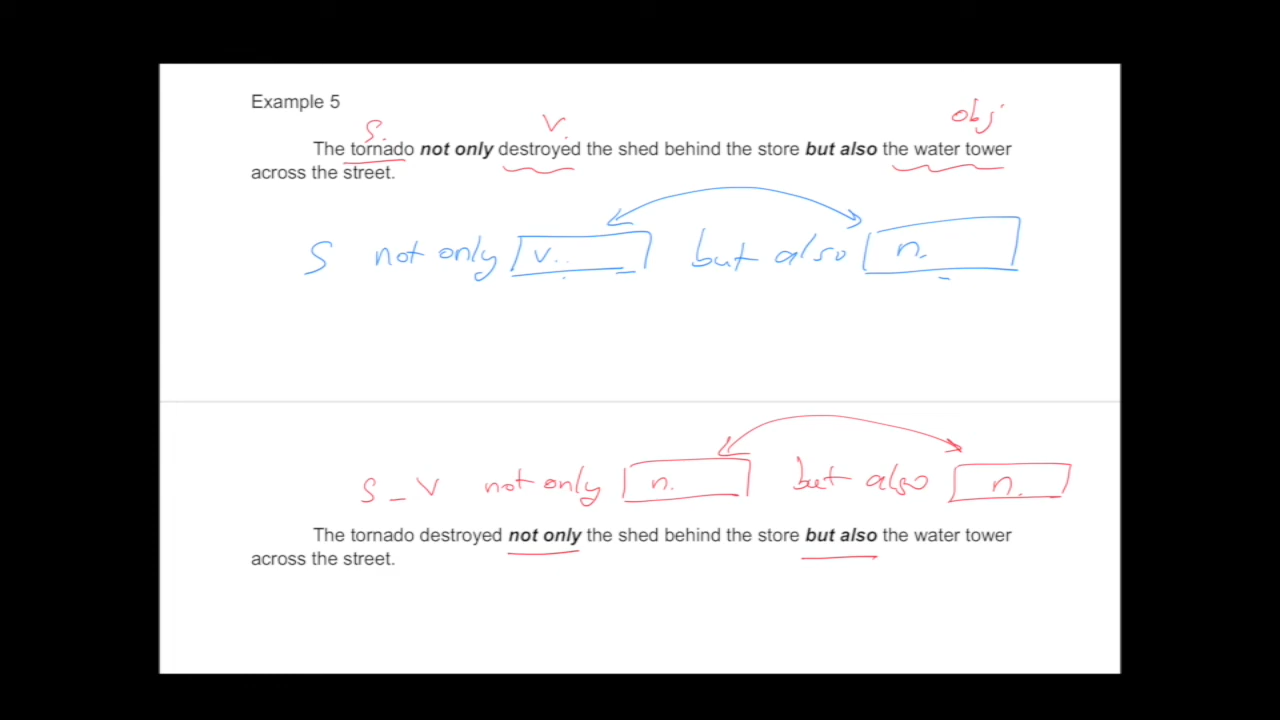 Example 5
S. v. obj
The tornado not only destroyed the shed behind the store but also the water tower
across the street.
S not only v.. but also n.
S - V not only n. but also n.
The tornado destroyed not only the shed behind the store but also the water tower
across the street.